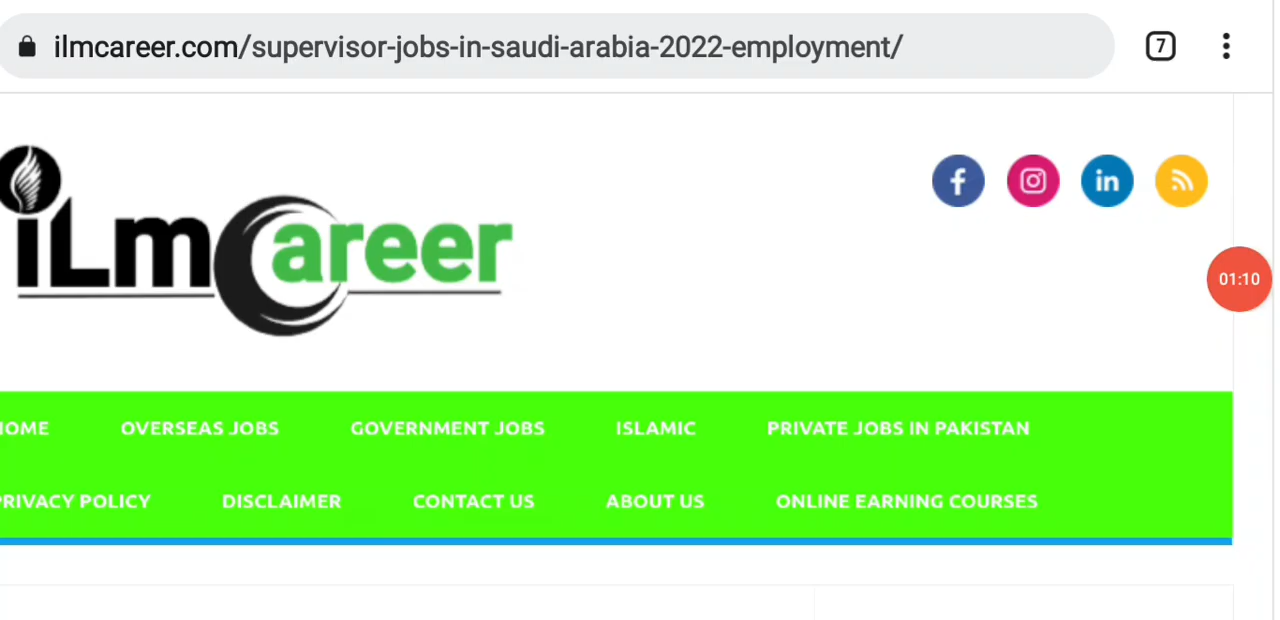 ilmcareer.com/supervisor-jobs-in-saudi-arabia-2022-employment/
7
iLmCareer
01:10
HOME OVERSEAS JOBS GOVERNMENT JOBS ISLAMIC PRIVATE JOBS IN PAKISTAN
PRIVACY POLICY DISCLAIMER CONTACT US ABOUT US ONLINE EARNING COURSES